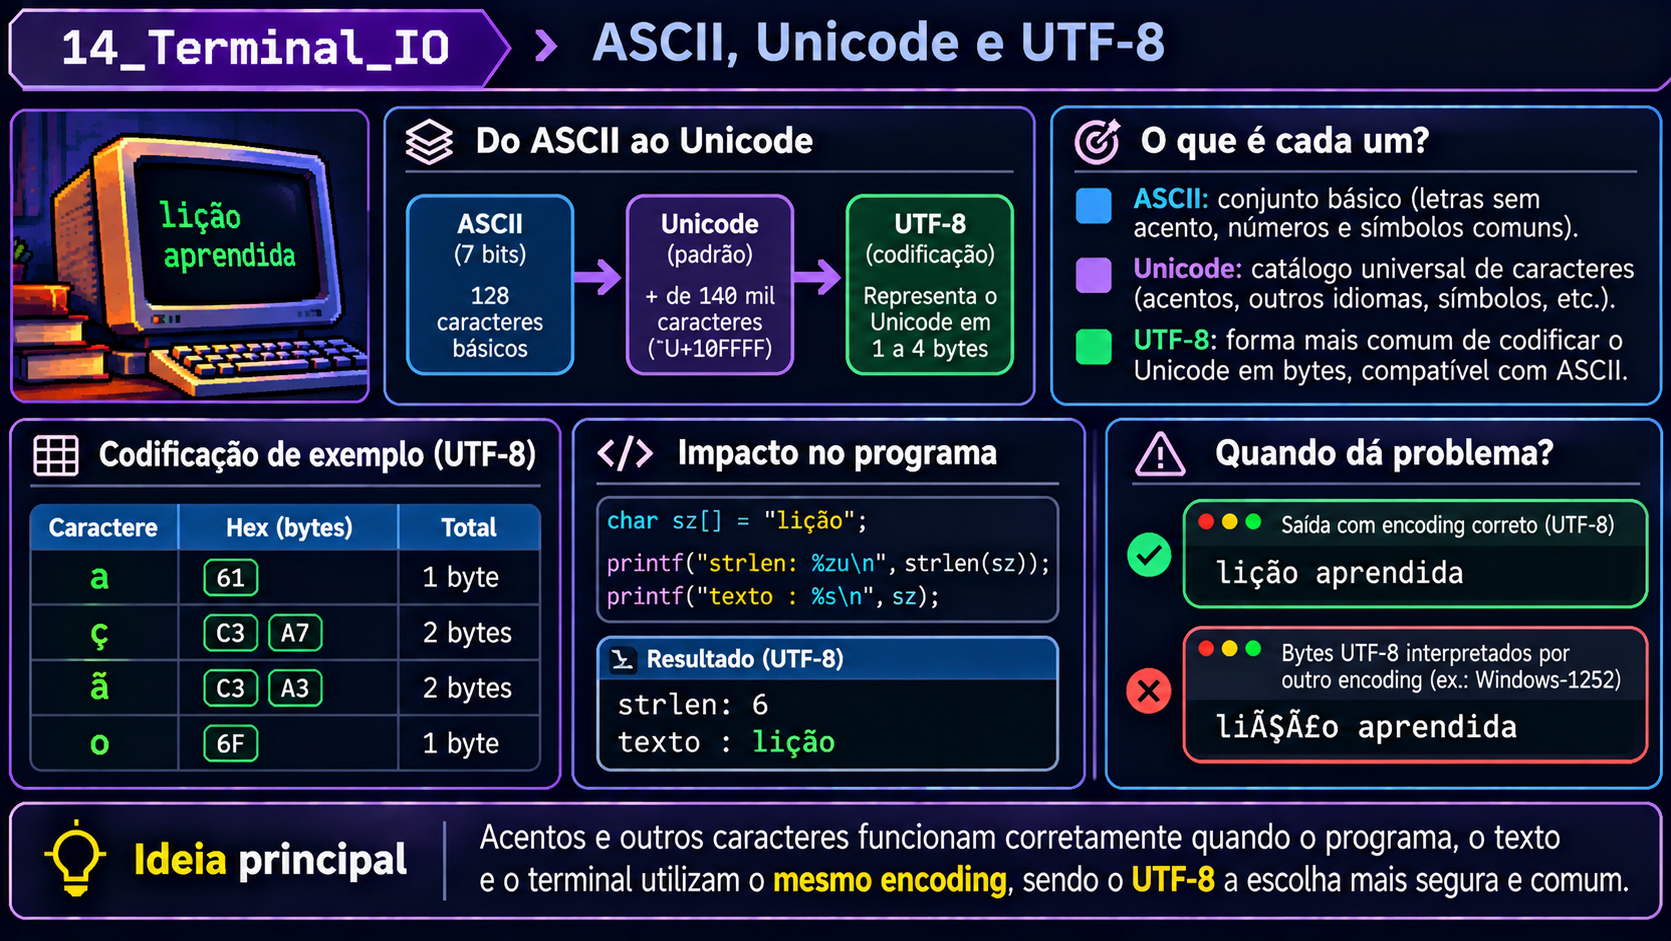 14_Terminal_IO
ASCII, Unicode e UTF-8
lição
aprendida
Do ASCII ao Unicode
ASCII
(7 bits)
128
caracteres
básicos
Unicode
(padrão)
+ de 140 mil
caracteres
(U+10FFFF)
UTF-8
(codificação)
Representa o
Unicode em
1 a 4 bytes
O que é cada um?
ASCII: conjunto básico (letras sem
acento, números e símbolos comuns).
Unicode: catálogo universal de caracteres
(acentos, outros idiomas, símbolos, etc.).
UTF-8: forma mais comum de codificar o
Unicode em bytes, compatível com ASCII.
Codificação de exemplo (UTF-8)
Caractere Hex (bytes) Total
a 61 1 byte
ç C3 A7 2 bytes
ã C3 A3 2 bytes
o 6F 1 byte
Impacto no programa
char sz[] = "lição";
printf("strlen: %zu\n", strlen(sz));
printf("texto : %s\n", sz);
Resultado (UTF-8)
strlen: 6
texto : lição
Quando dá problema?
Saída com encoding correto (UTF-8)
lição aprendida
Bytes UTF-8 interpretados por
outro encoding (ex.: Windows-1252)
liÃŞÃ£o aprendida
Ideia principal
Acentos e outros caracteres funcionam corretamente quando o programa, o texto
e o terminal utilizam o mesmo encoding, sendo o UTF-8 a escolha mais segura e comum.